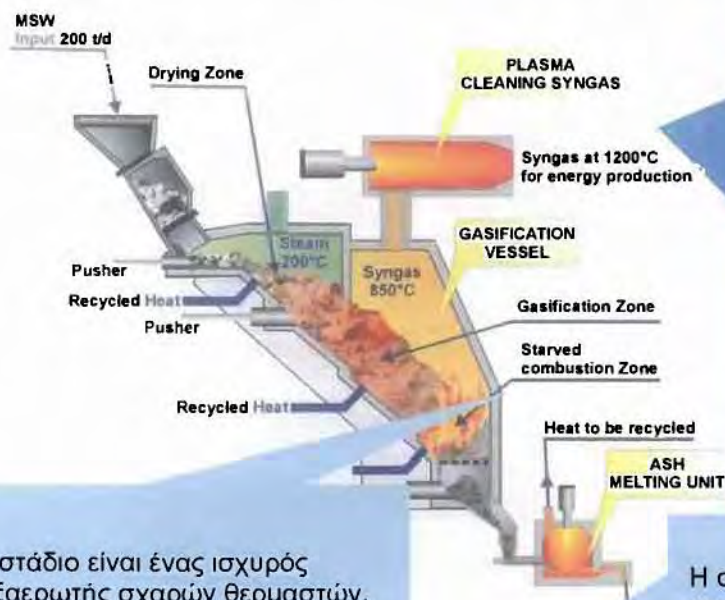 MSW
Input 200 t/d
Drying Zone
PLASMA
CLEANING SYNGAS
Syngas at 1200°C
for energy production
GASIFICATION
VESSEL
Steam
200°C
Syngas
850°C
Pusher
Recycled Heat
Pusher
Gasification Zone
Starved
combustion Zone
Recycled Heat
Heat to be recycled
ASH
MELTING UNIT
στάδιο είναι ένας ισχυρός
σχαρών θερμαστών.